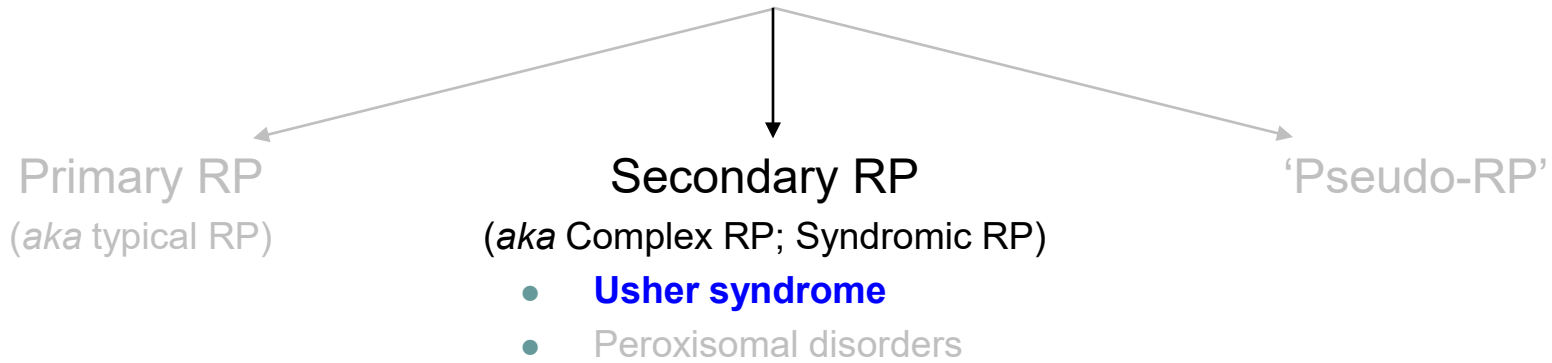 Primary RP Secondary RP ‘Pseudo-RP’
(aka typical RP) (aka Complex RP; Syndromic RP)
● Usher syndrome
● Peroxisomal disorders